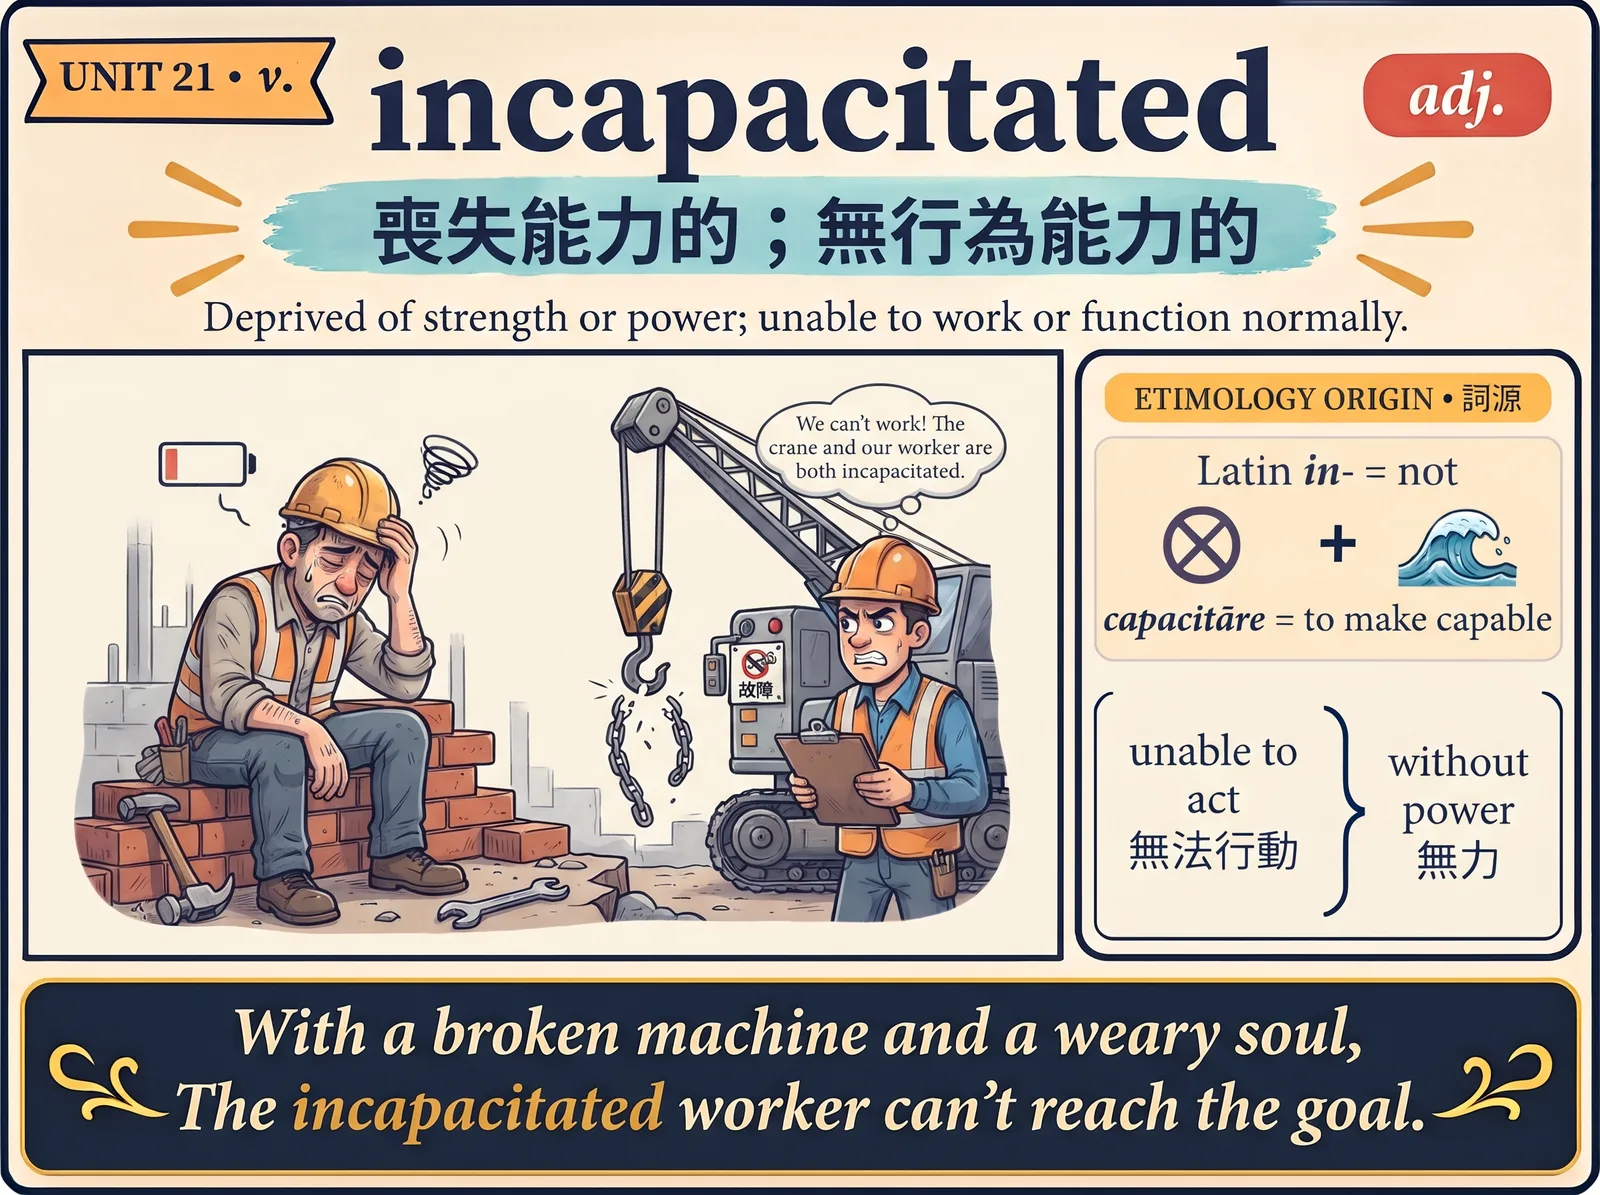 UNIT 21 • v.
incapacitated
adj.
喪失能力的；無行為能力的
Deprived of strength or power; unable to work or function normally.
We can't work! The
crane and our worker are
both incapacitated.
故障
ETIMOLOGY ORIGIN • 詞源
Latin in- = not
+
capacitāre = to make capable
unable to
act
無法行動
without
power
無力
With a broken machine and a weary soul,
The incapacitated worker can't reach the goal.